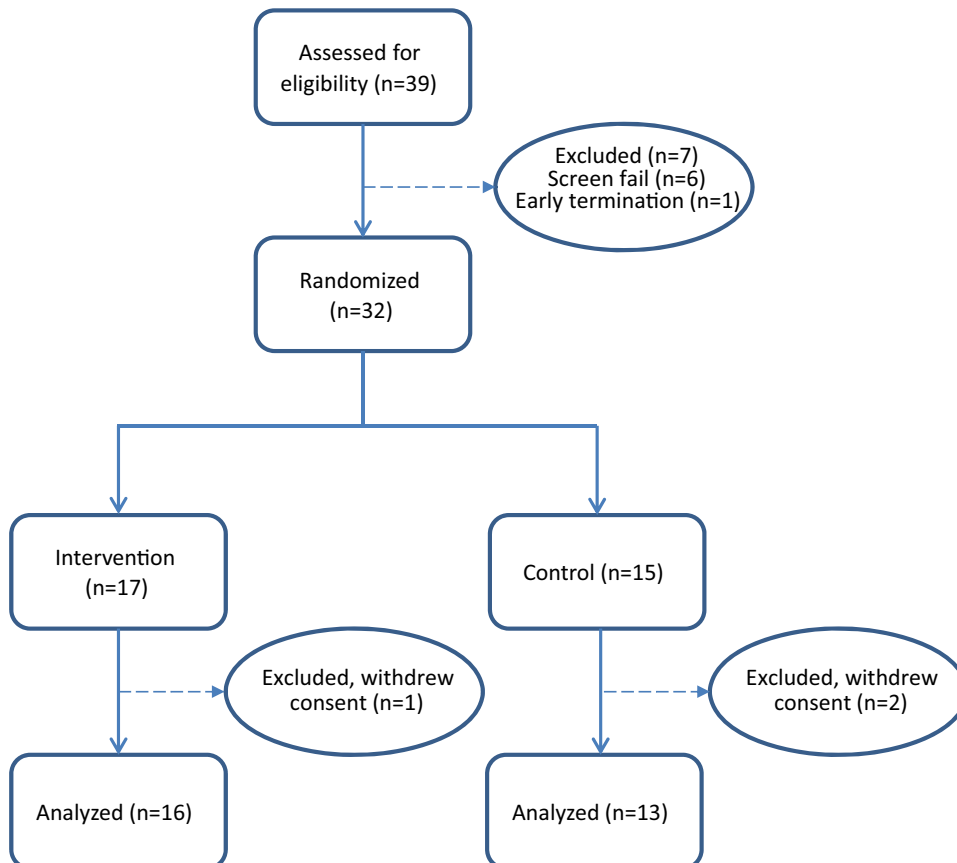 Assessed for
eligibility (n=39)
Excluded (n=7)
Screen fail (n=6)
Early termination (n=1)
Randomized
(n=32)
Intervention
(n=17)
Control (n=15)
Excluded, withdrew
consent (n=1)
Excluded, withdrew
consent (n=2)
Analyzed (n=16)
Analyzed (n=13)